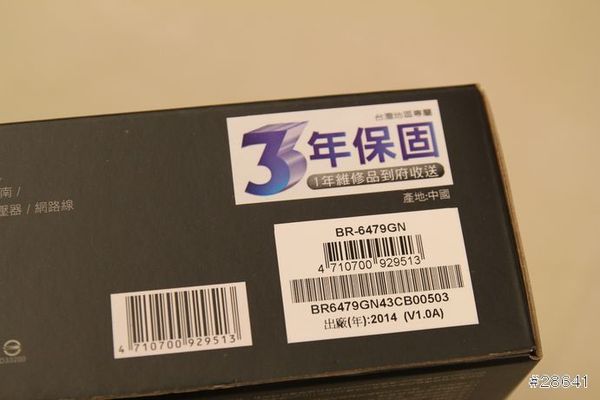 台灣地區專屬
3年保固
1年維修品到府收送
產地:中國
南 /
壓器 / 網路線
BR-6479GN
4 710700 929513
BR6479GN43CB00503
出廠(年):2014 (V1.0A)
4 710700 929513
#28641